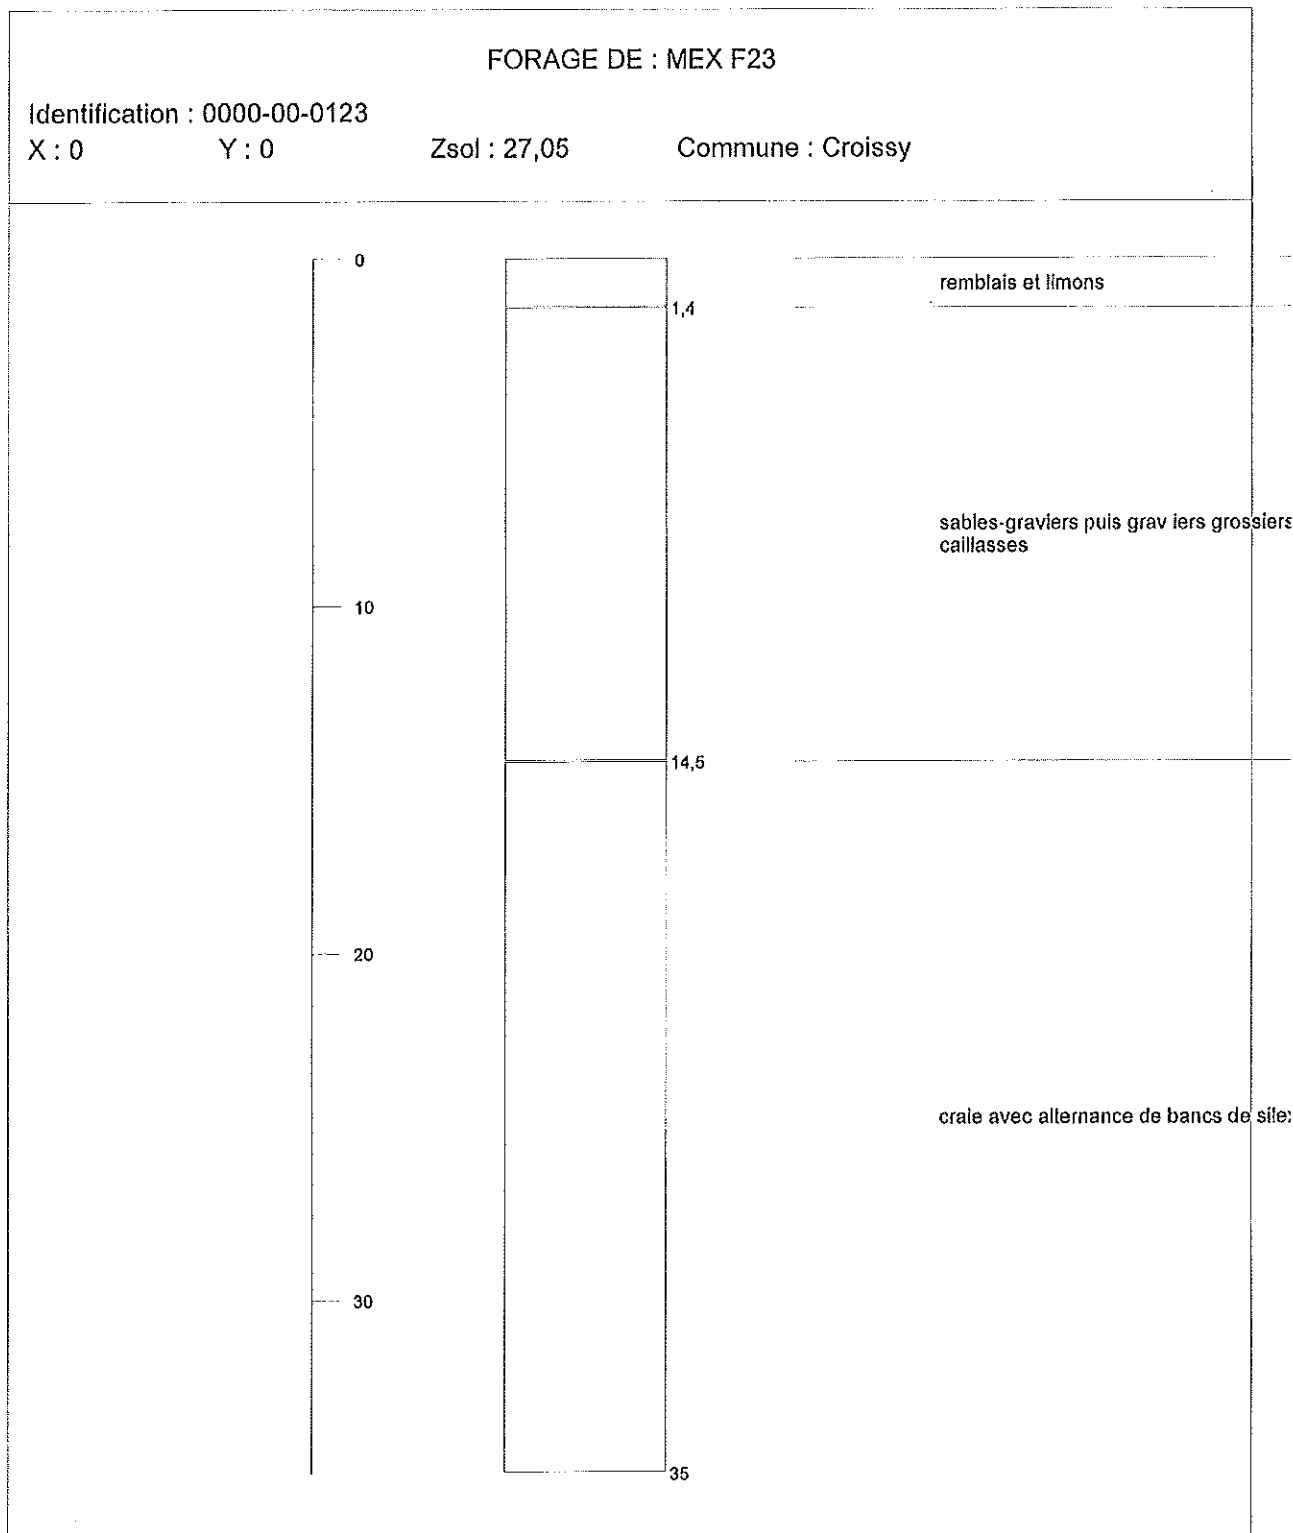 FORAGE DE : MEX F23
Identification : 0000-00-0123
X : 0 Y : 0 Zsol : 27,05 Commune : Croissy
0
remblais et limons
1,4
sables-graviers puis grav iers grossiers
caillasses
10
14,5
20
craie avec alternance de bancs de silex
30
35